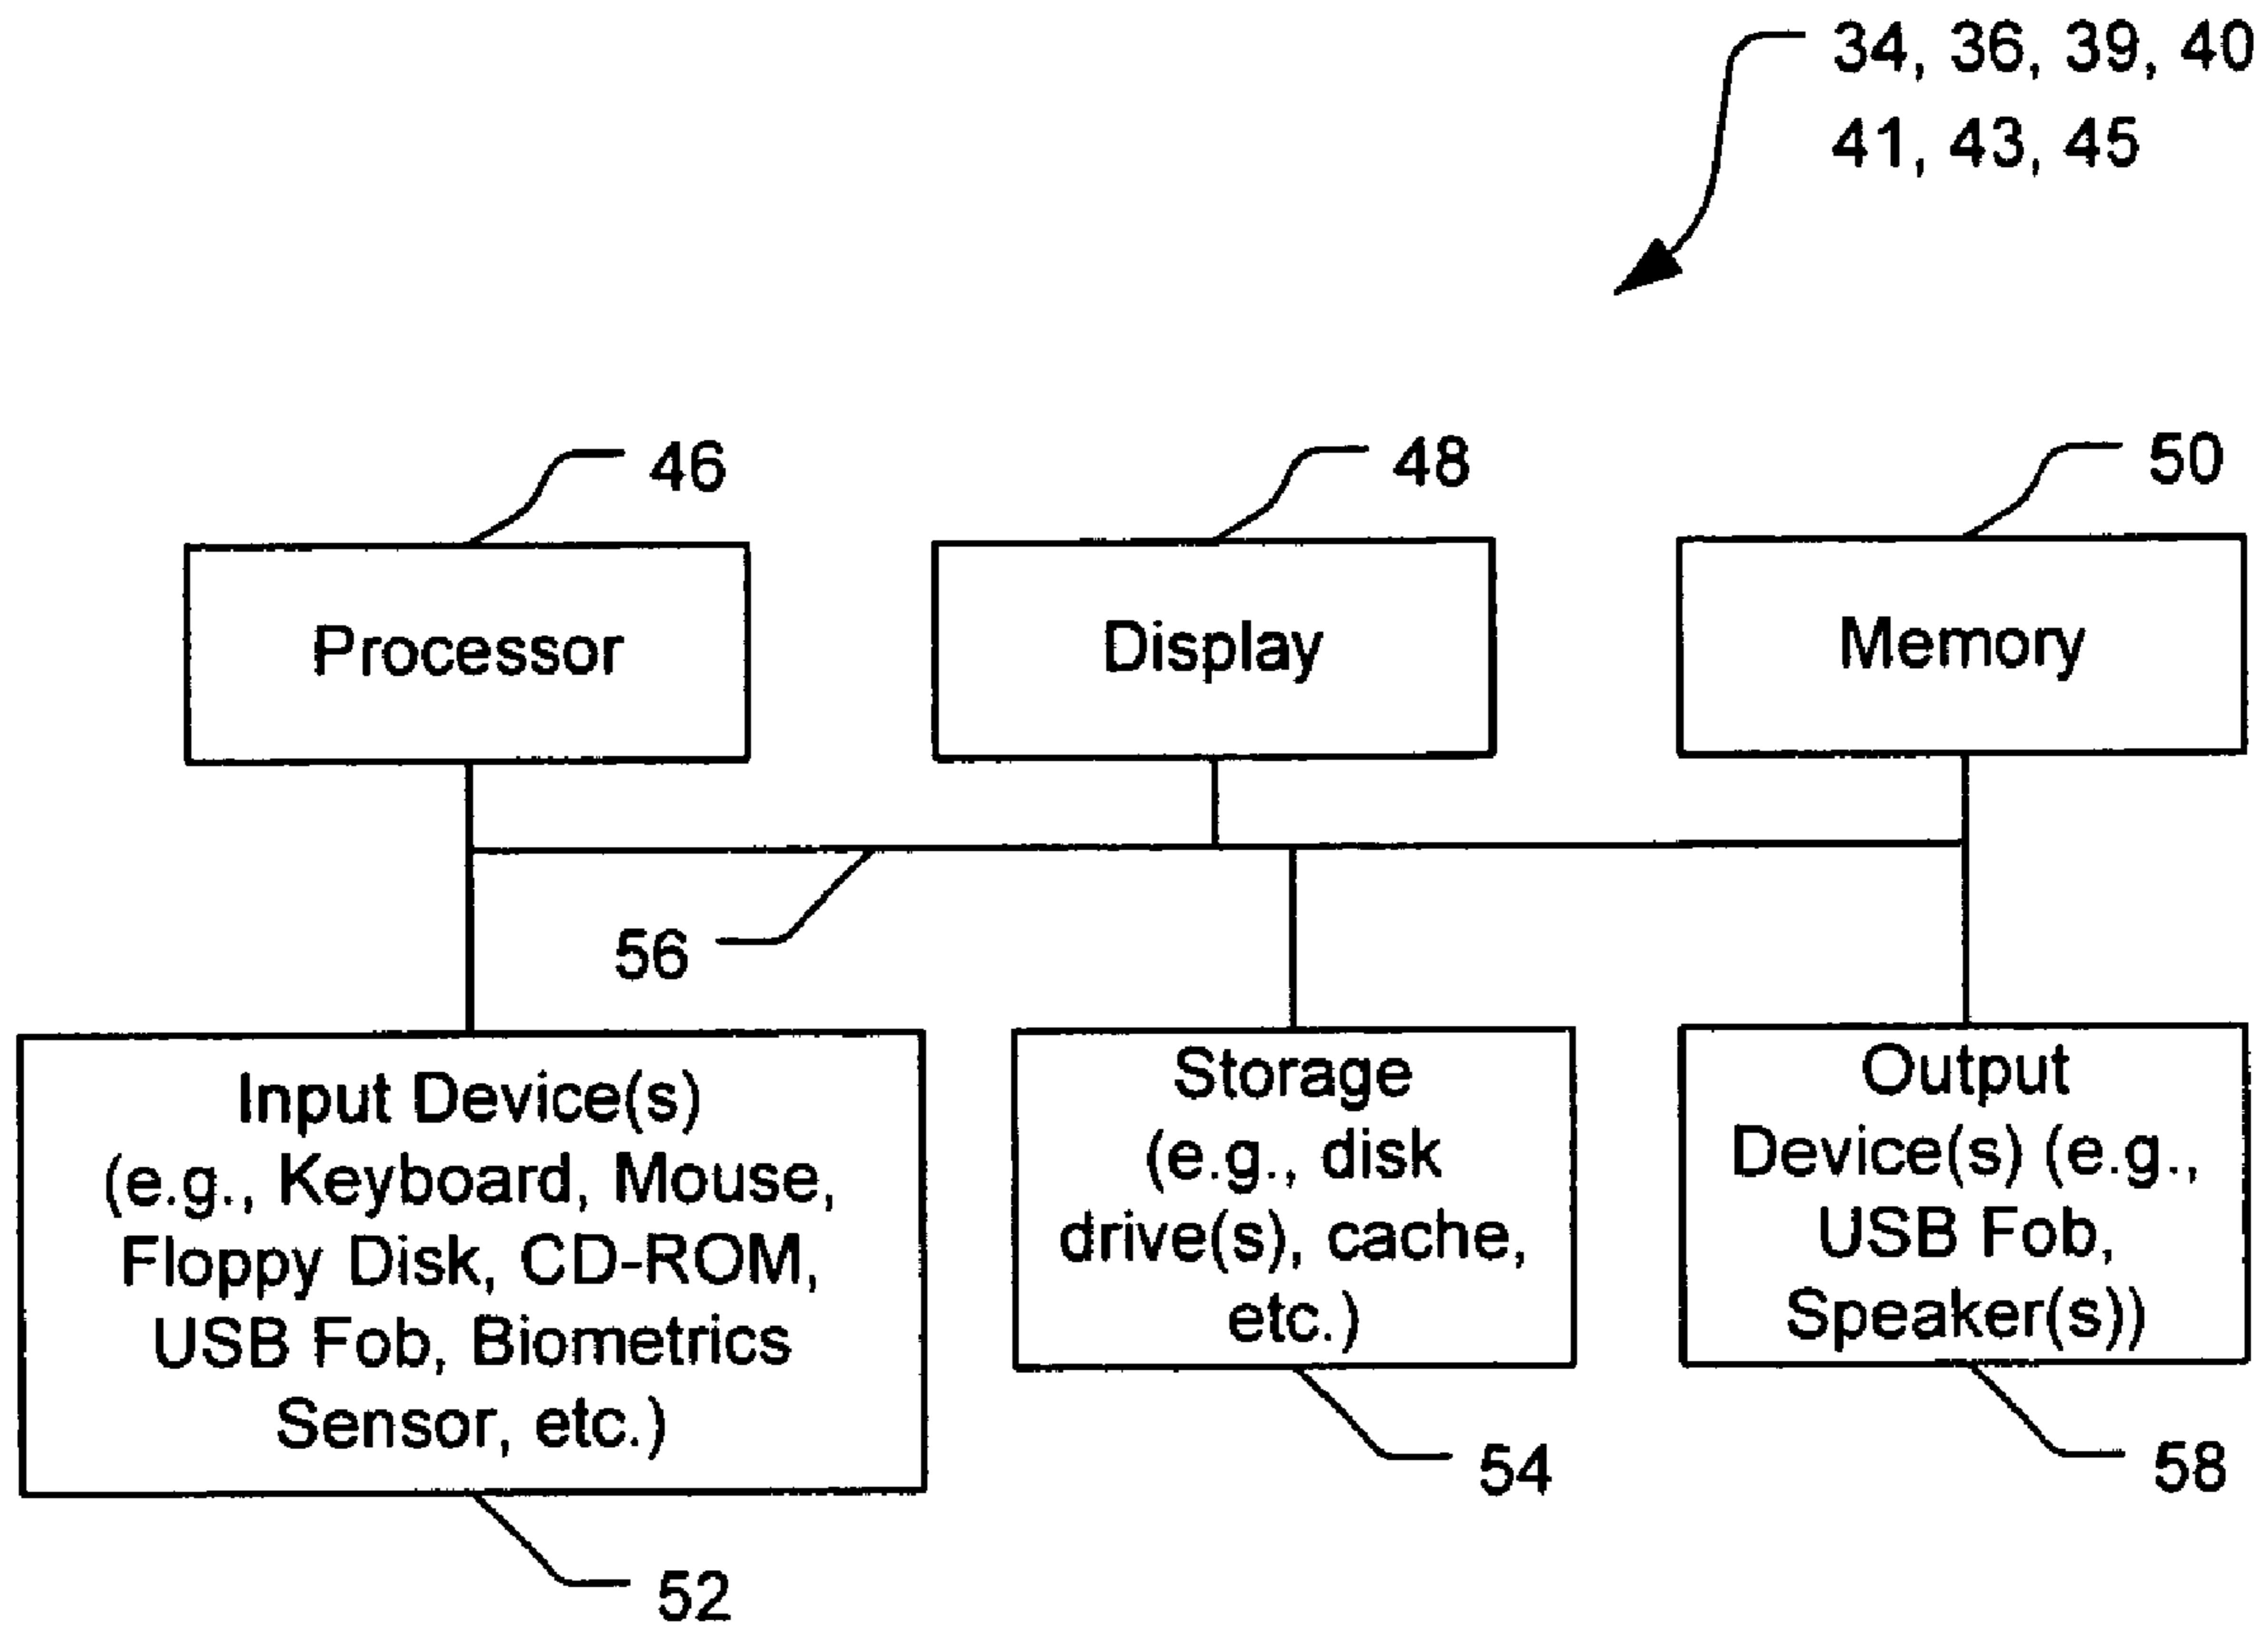 34, 36, 39, 40
41, 43, 45
46
48
50
Processor
Display
Memory
56
Input Device(s)
(e.g., Keyboard, Mouse,
Floppy Disk, CD-ROM,
USB Fob, Biometrics
Sensor, etc.)
Storage
(e.g., disk
drive(s), cache,
etc.)
Output
Device(s) (e.g.,
USB Fob,
Speaker(s))
54
58
52